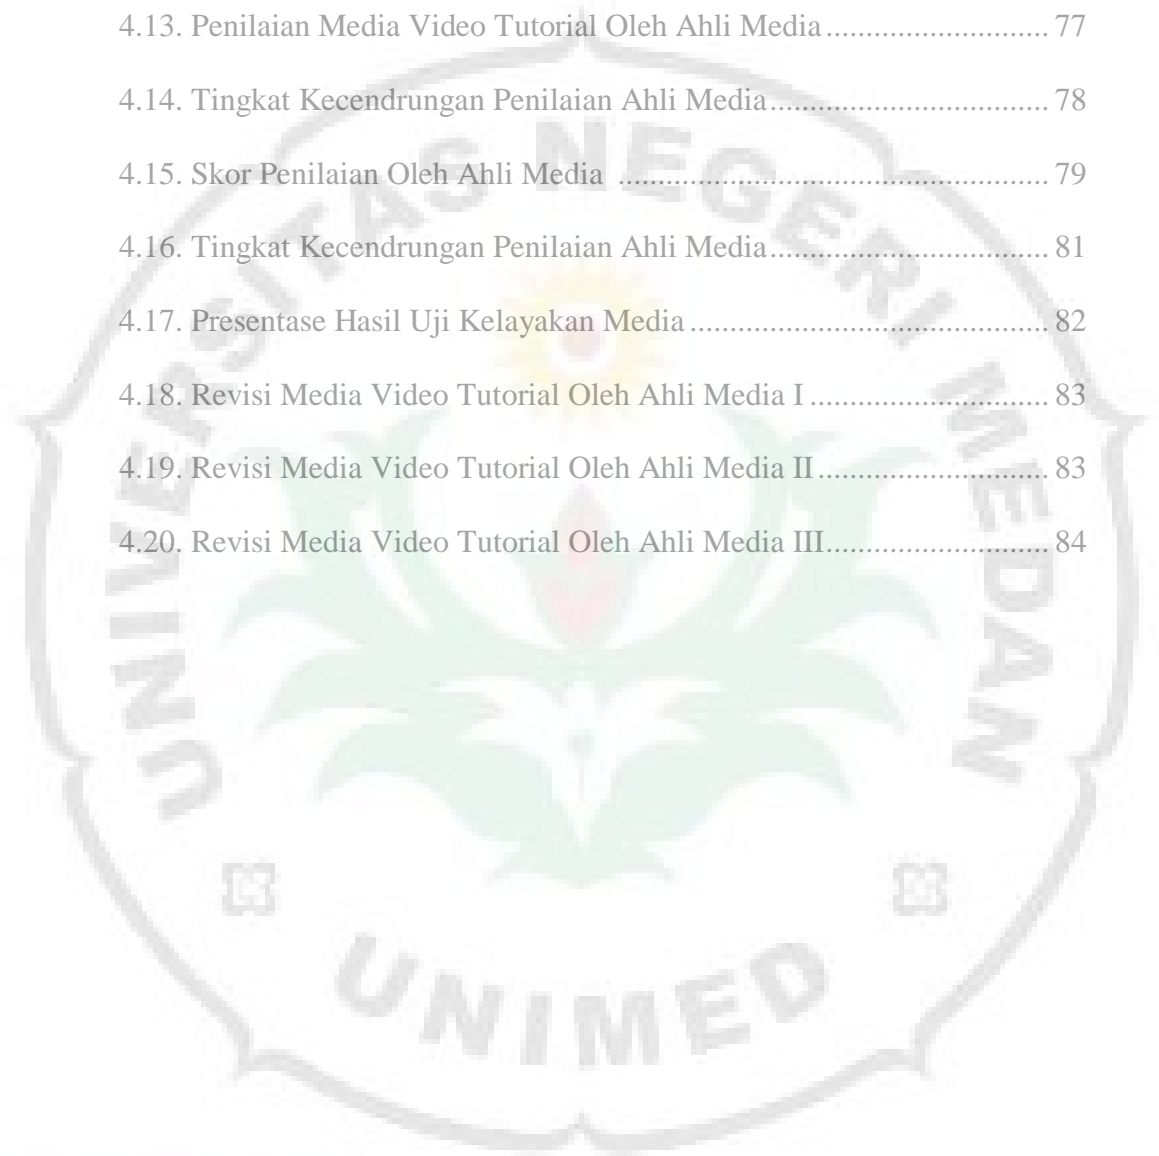 4.13. Penilaian Media Video Tutorial Oleh Ahli Media............................ 77
4.14. Tingkat Kecendrungan Penilaian Ahli Media................................... 78
4.15. Skor Penilaian Oleh Ahli Media ...................................................... 79
4.16. Tingkat Kecendrungan Penilaian Ahli Media................................... 81
4.17. Presentase Hasil Uji Kelayakan Media ............................................. 82
4.18. Revisi Media Video Tutorial Oleh Ahli Media I .............................. 83
4.19. Revisi Media Video Tutorial Oleh Ahli Media II ............................. 83
4.20. Revisi Media Video Tutorial Oleh Ahli Media III............................ 84
UNIVERSITAS NEGERI MEDAN
UNIMED